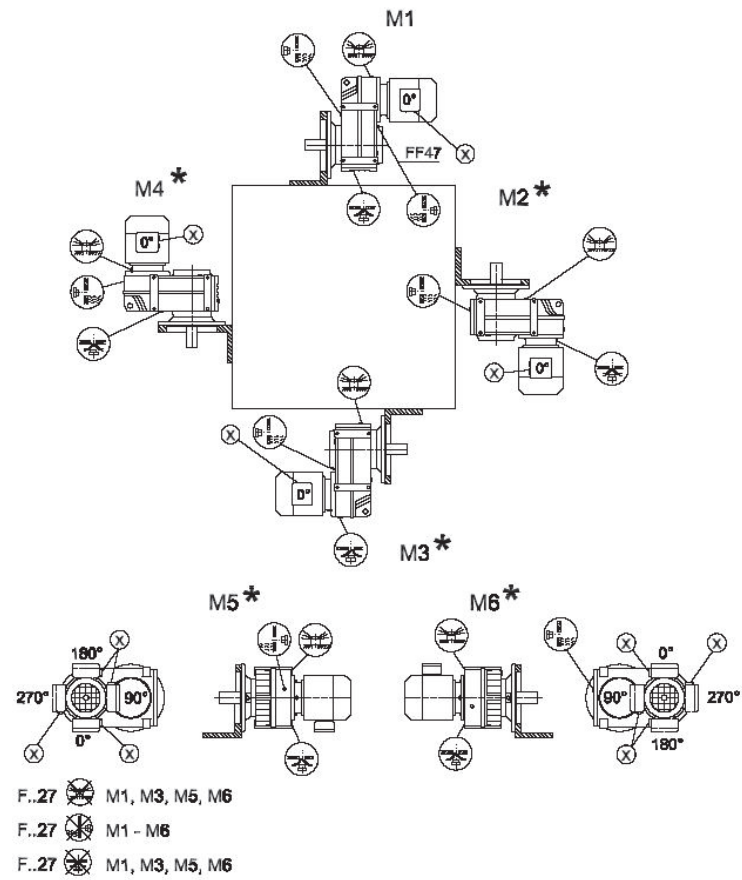 M1
0°
X
FF47
M4*
M2*
0°
X
X
0°
X
D°
M3*
M5*
M6*
X
180°
270°
90°
0°
X
X
X
0°
X
90°
270°
X
180°
F..27 M1, M3, M5, M6
F..27 M1 - M6
F..27 M1, M3, M5, M6